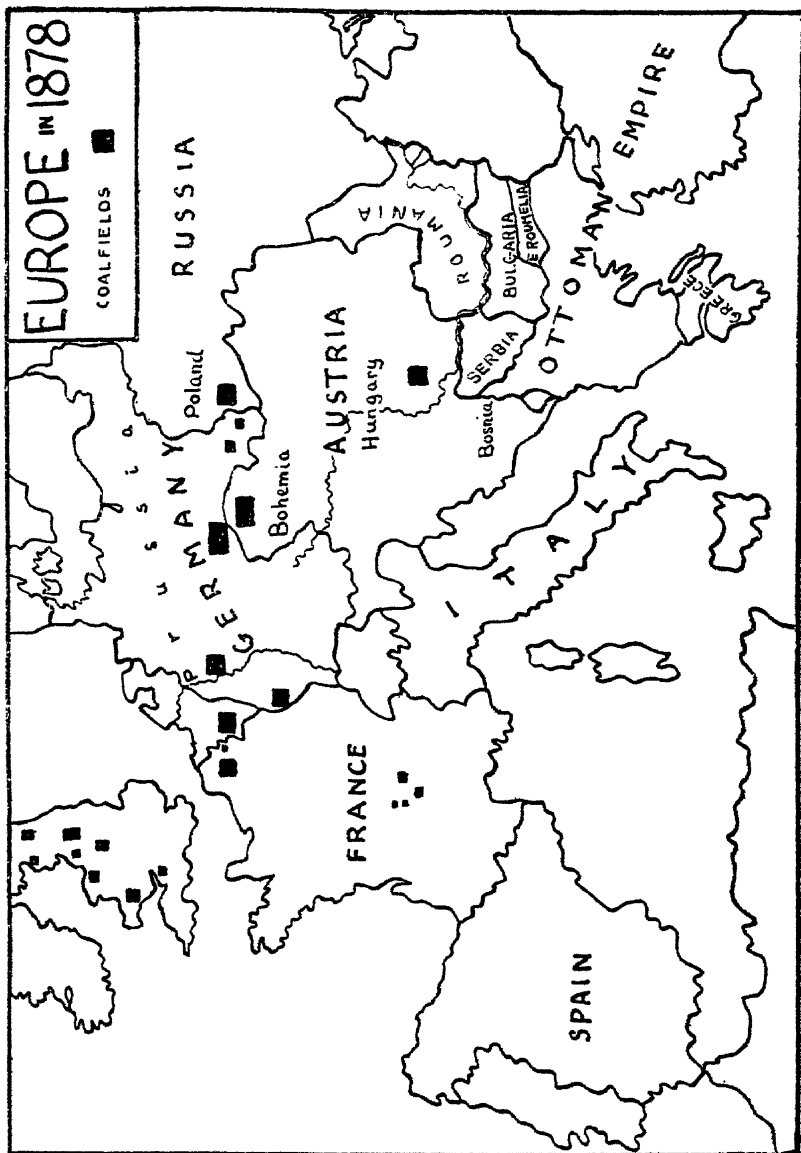 EUROPE IN 1878
COALFIELDS
RUSSIA
Poland
Prussia
GERMANY
Bohemia
AUSTRIA
Hungary
ROUMANIA
BULGARIA
E ROUMELIA
SERBIA
Bosnia
OTTOMAN
EMPIRE
GREECE
ITALY
FRANCE
SPAIN